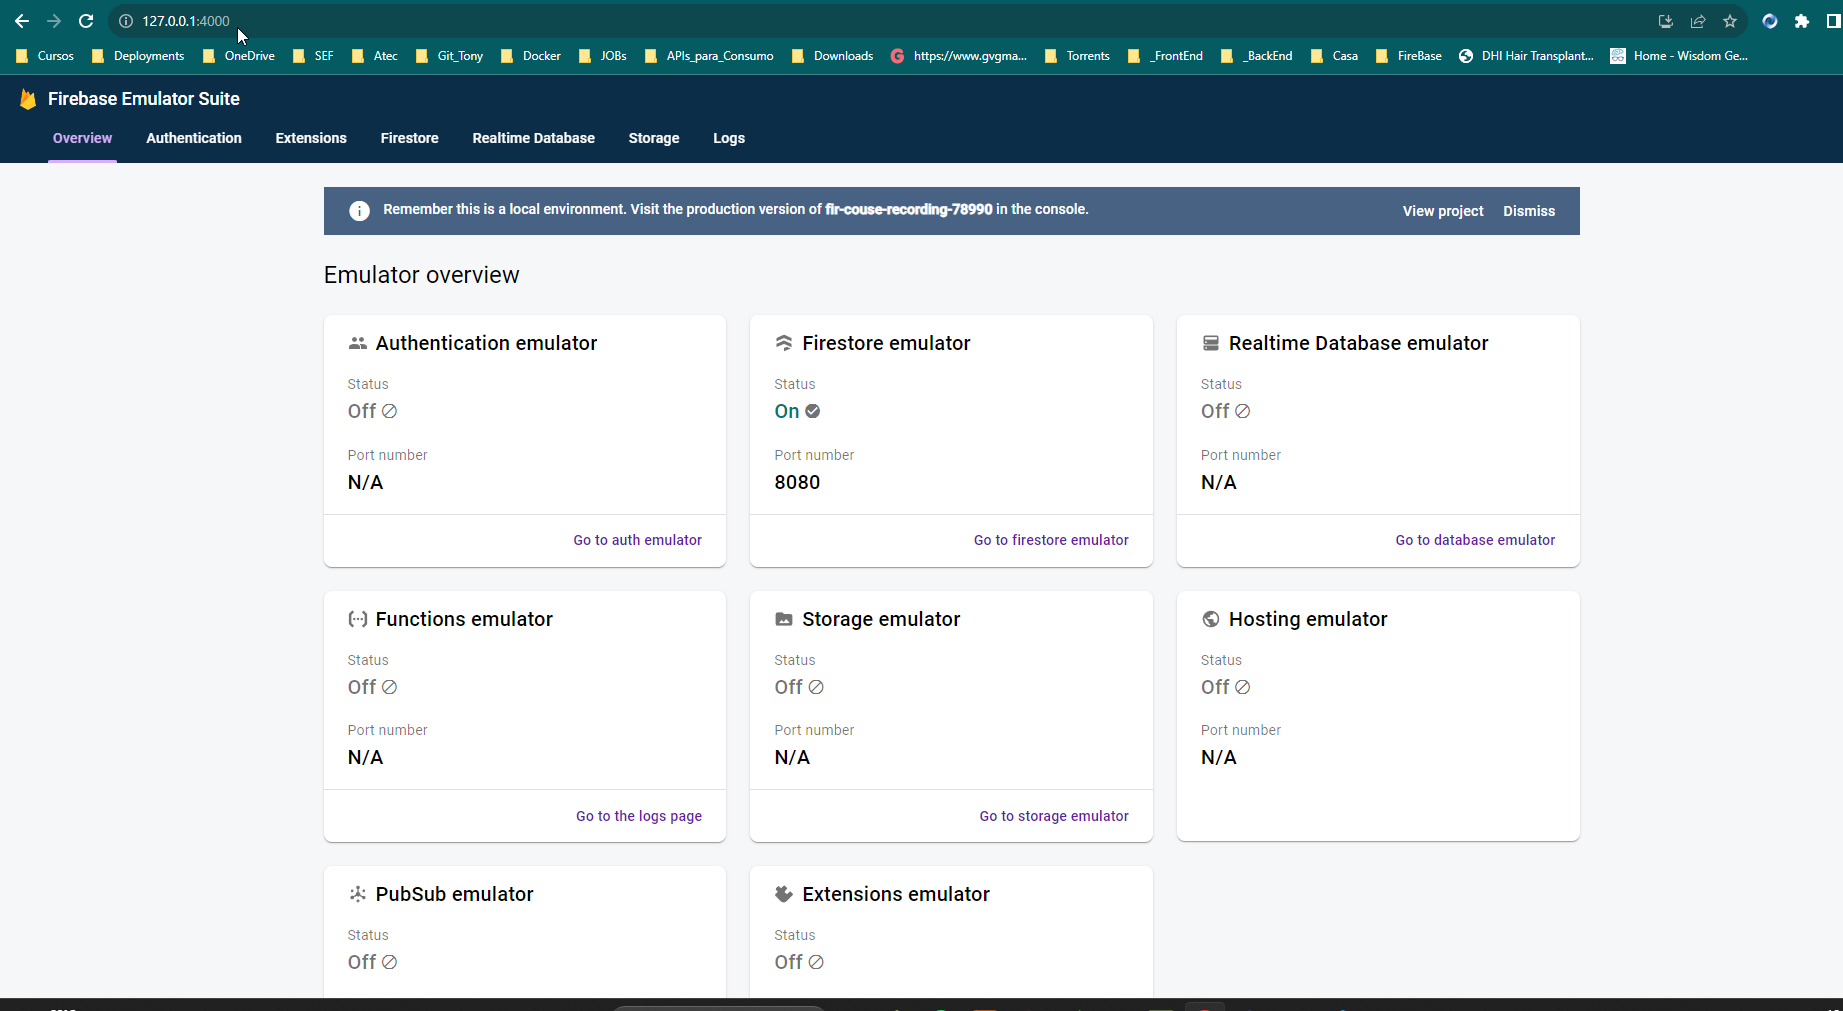 127.0.0.1:4000
Cursos Deployments OneDrive SEF Atec Git_Tony Docker JOBs APIs_para_Consumo Downloads https://www.gvgma... Torrents _FrontEnd _BackEnd Casa FireBase DHI Hair Transplant... Home - Wisdom Ge...
Firebase Emulator Suite
Overview Authentication Extensions Firestore Realtime Database Storage Logs
Remember this is a local environment. Visit the production version of fir-couse-recording-78990 in the console. View project Dismiss
Emulator overview
Authentication emulator
Status
Off
Port number
N/A
Go to auth emulator
Firestore emulator
Status
On
Port number
8080
Go to firestore emulator
Realtime Database emulator
Status
Off
Port number
N/A
Go to database emulator
Functions emulator
Status
Off
Port number
N/A
Go to the logs page
Storage emulator
Status
Off
Port number
N/A
Go to storage emulator
Hosting emulator
Status
Off
Port number
N/A
PubSub emulator
Status
Off
Extensions emulator
Status
Off